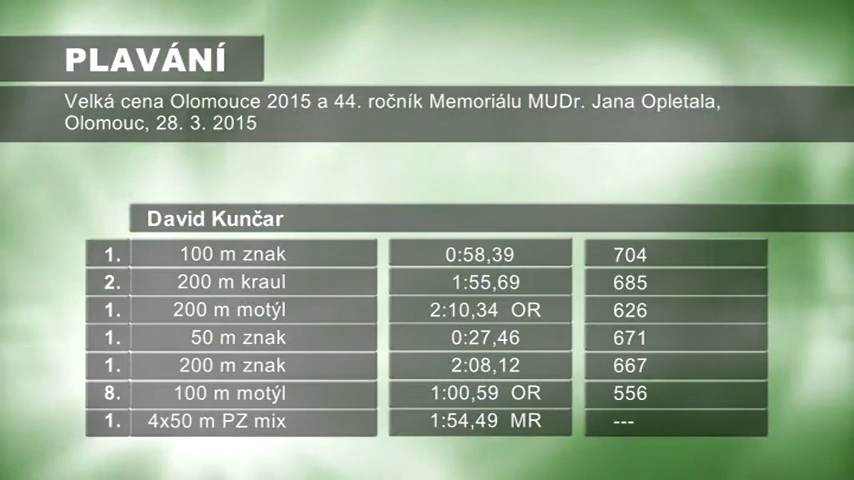 PLAVÁNÍ
Velká cena Olomouce 2015 a 44. ročník Memoriálu MUDr. Jana Opletala,
Olomouc, 28. 3. 2015
David Kunčar
1. 100 m znak 0:58,39 704
2. 200 m kraul 1:55,69 685
1. 200 m motýl 2:10,34 OR 626
1. 50 m znak 0:27,46 671
1. 200 m znak 2:08,12 667
8. 100 m motýl 1:00,59 OR 556
1. 4x50 m PZ mix 1:54,49 MR ---